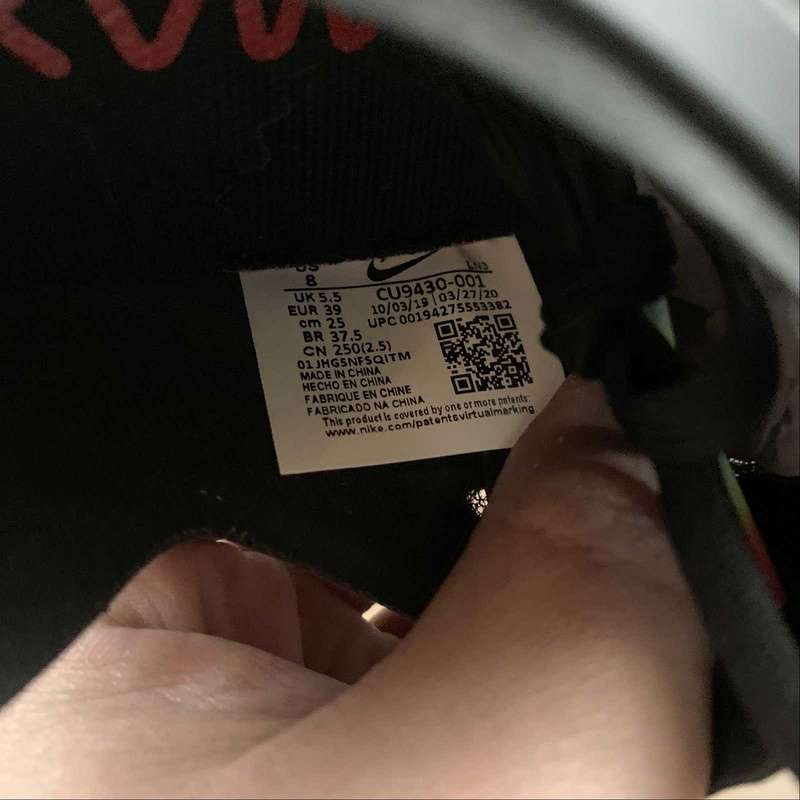 US
8
LN3
UK 5.5
CU9430-001
EUR 39
10/03/19 | 03/27/20
cm 25
UPC 00194275553382
BR 37.5
CN 250(2.5)
01JHGSNFSQITM
MADE IN CHINA
HECHO EN CHINA
FABRIQUE EN CHINE
FABRICADO NA CHINA
This product is covered by one or more patents:
www.nike.com/patentsvirtualmarking